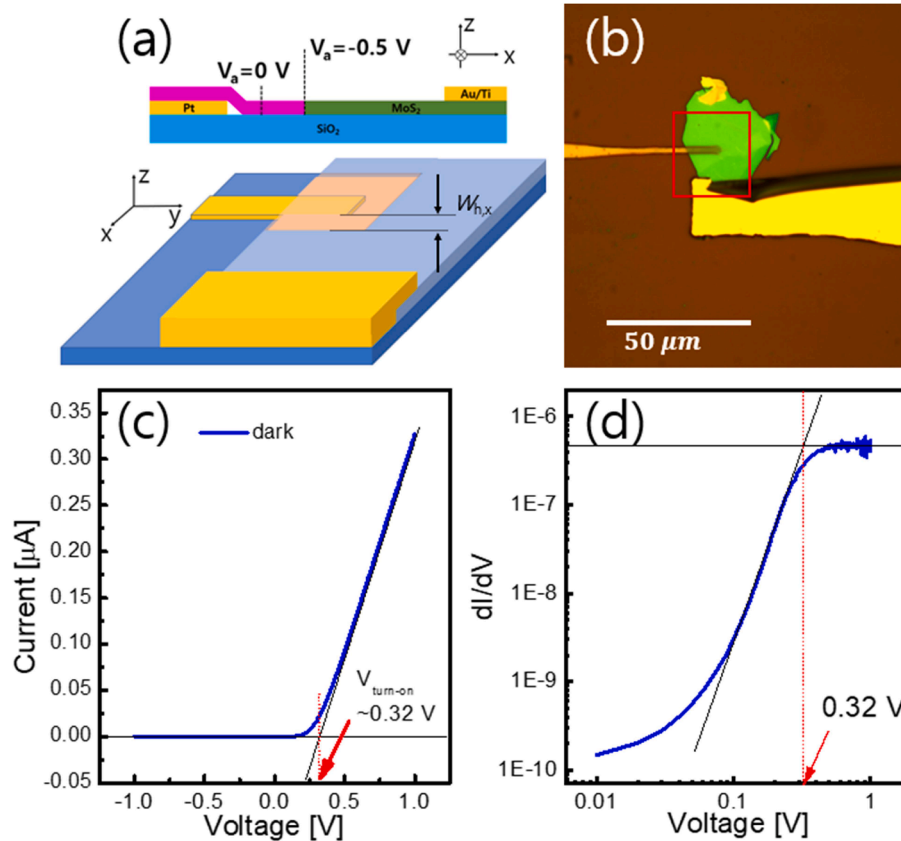 (a)
V_a=0 V
V_a=-0.5 V
z
x
Pt
Au/Ti
MoS₂
SiO₂
z
y
x
W_h,x
(b)
50 μm
(c)
dark
Current [μA]
0.35
0.30
0.25
0.20
0.15
0.10
0.05
0.00
-0.05
V_turn-on
~0.32 V
-1.0
-0.5
0.0
0.5
1.0
Voltage [V]
(d)
dI/dV
1E-6
1E-7
1E-8
1E-9
1E-10
0.32 V
0.01
0.1
1
Voltage [V]